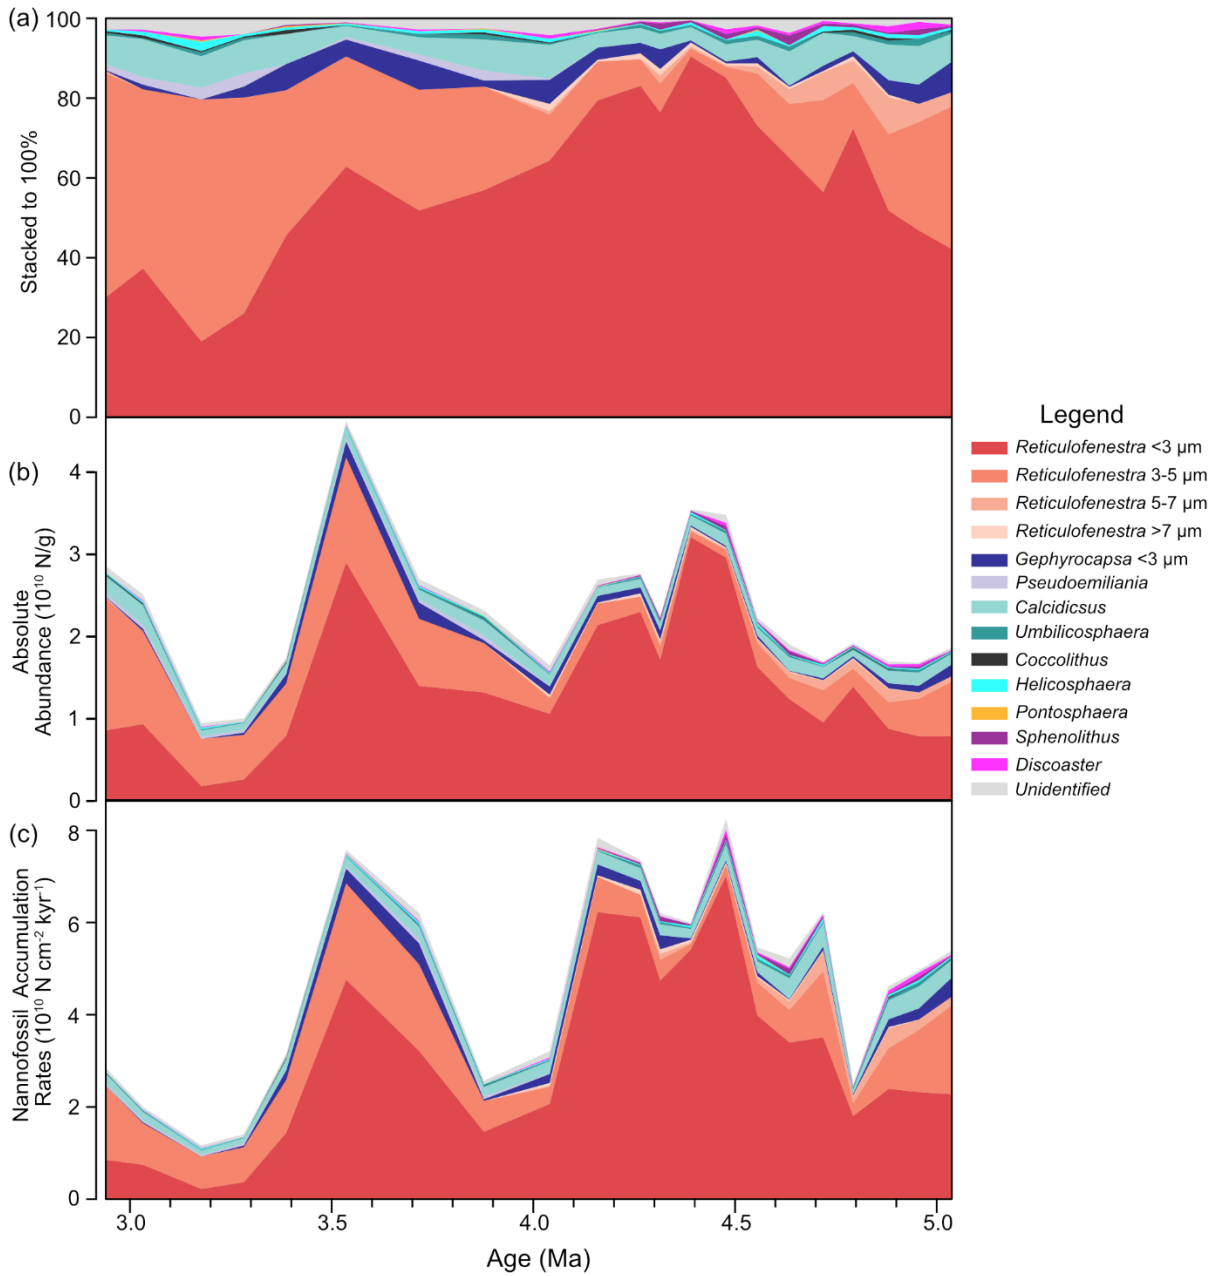 (a)
100
80
60
40
20
0
Stacked to 100%
(b)
4
3
2
1
0
Absolute
Abundance (10¹⁰ N/g)
(c)
8
6
4
2
0
Nannofossil Accumulation
Rates (10¹⁰ N cm⁻² kyr⁻¹)
3.0 3.5 4.0 4.5 5.0
Age (Ma)
Legend
Reticulofenestra <3 µm
Reticulofenestra 3-5 µm
Reticulofenestra 5-7 µm
Reticulofenestra >7 µm
Gephyrocapsa <3 µm
Pseudoemiliania
Calcidicsus
Umbilicosphaera
Coccolithus
Helicosphaera
Pontosphaera
Sphenolithus
Discoaster
Unidentified